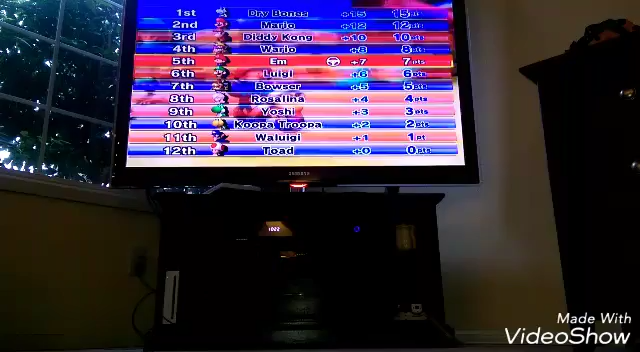 1st Dry Bones +15 15pts
2nd Mario +12 12pts
3rd Diddy Kong +10 10pts
4th Wario +8 8pts
5th Em +7 7pts
6th Luigi +6 6pts
7th Bowser +5 5pts
8th Rosalina +4 4pts
9th Yoshi +3 3pts
10th Koopa Troopa +2 2pts
11th Waluigi +1 1pt
12th Toad +0 0pts
SAMSUNG
1022
Made With
VideoShow